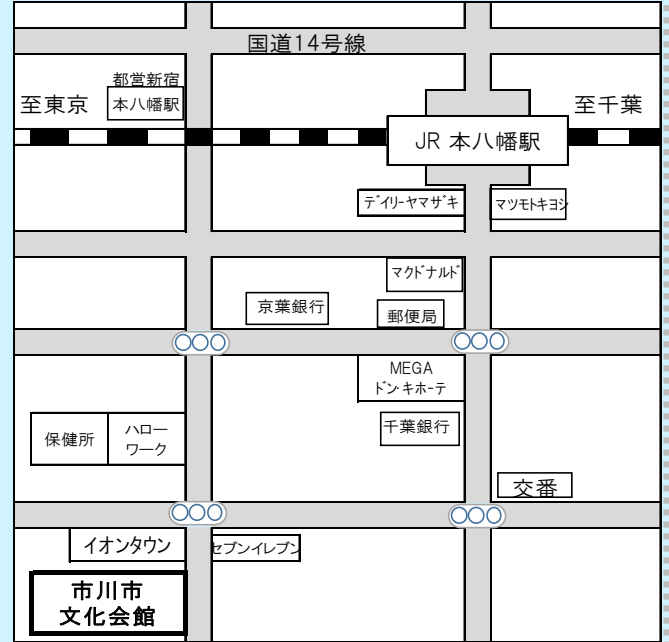 国道14号線
都営新宿
本八幡駅
至東京
至千葉
JR 本八幡駅
デイリーヤマザキ
マツモトキヨシ
マクドナルド
京葉銀行
郵便局
MEGA
ドン・キホーテ
千葉銀行
保健所
ハロー
ワーク
交番
イオンタウン
セブンイレブン
市川市
文化会館